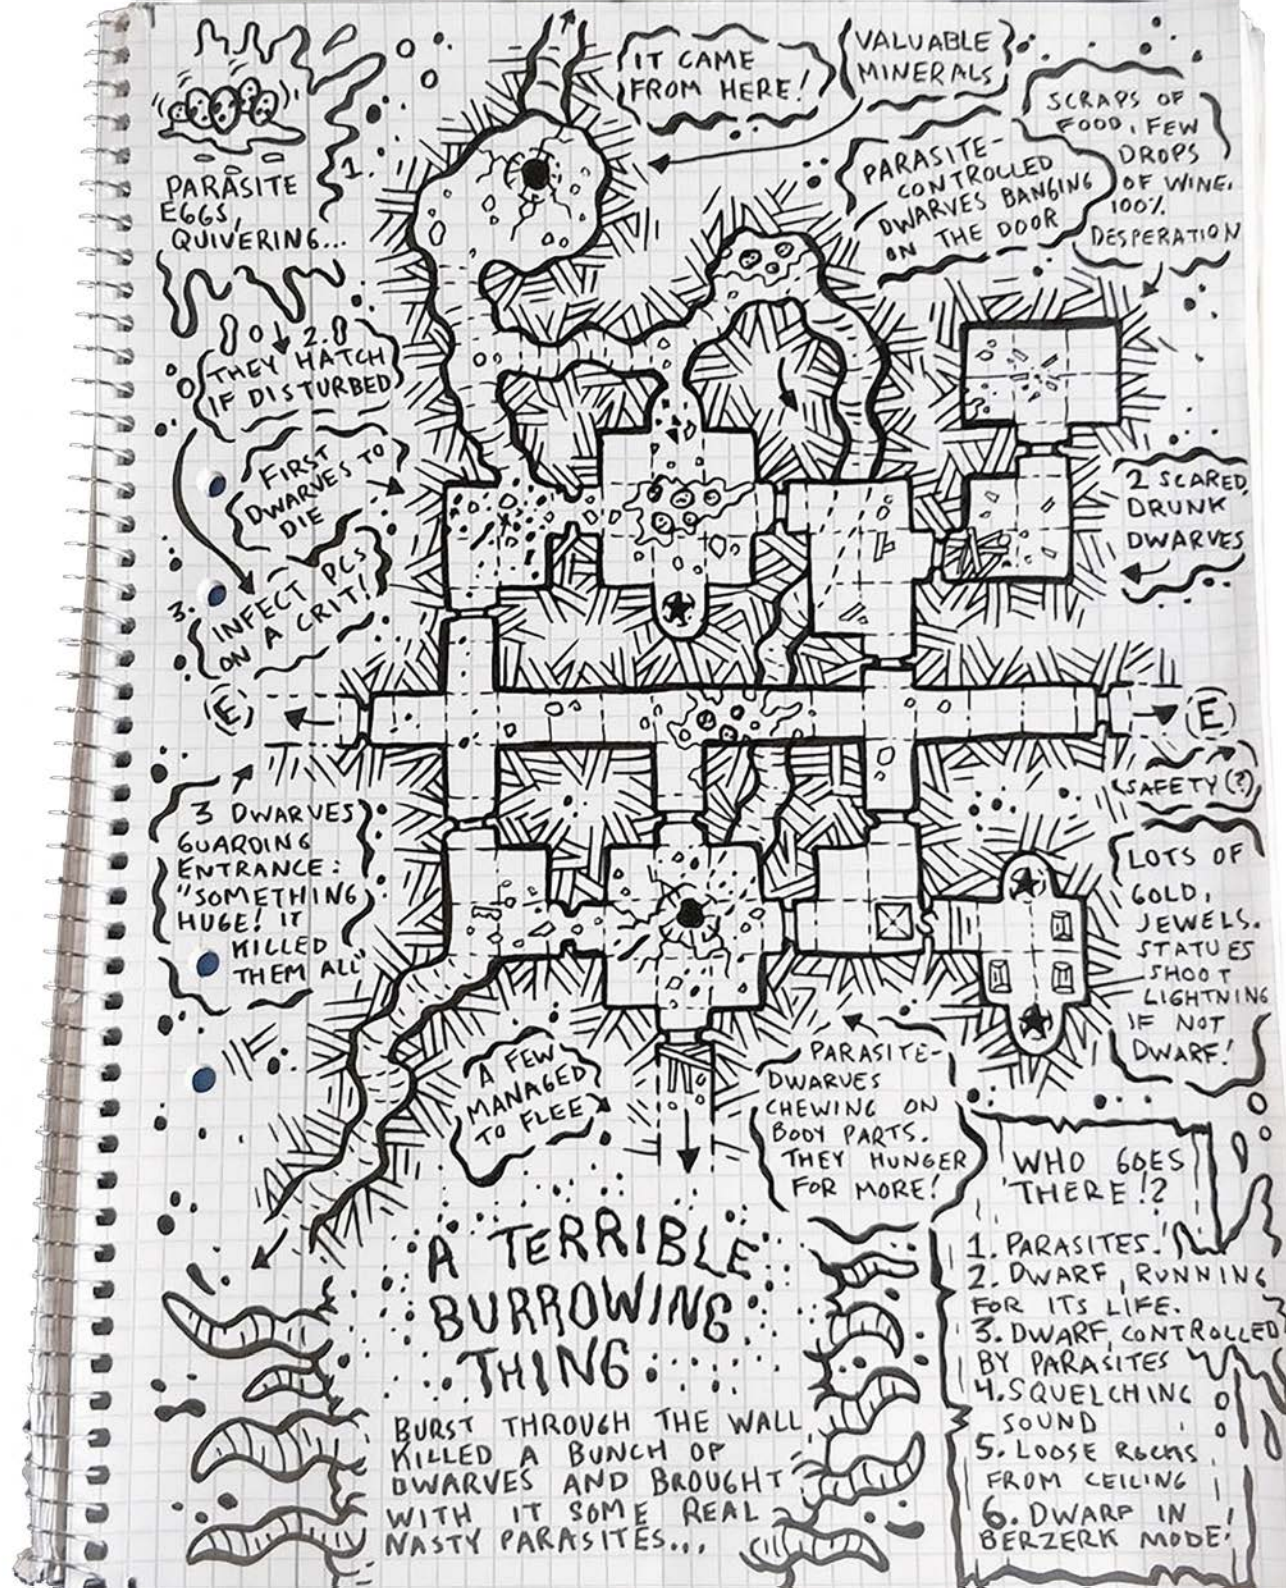 IT CAME
FROM HERE!
VALUABLE
MINERALS
SCRAPS OF
FOOD, FEW
DROPS
OF WINE.
100%
DESPERATION
PARASITE-
CONTROLLED
DWARVES BANGING
ON THE DOOR
1.
PARASITE
EGGS,
QUIVERING...
2.
THEY HATCH
IF DISTURBED
FIRST
DWARVES TO
DIE
3.
INFECT PCS
ON A CRIT!
2 SCARED,
DRUNK
DWARVES
E
E
SAFETY (?)
3 DWARVES
GUARDING
ENTRANCE:
"SOMETHING
HUGE! IT
KILLED
THEM ALL"
LOTS OF
GOLD,
JEWELS.
STATUES
SHOOT
LIGHTNING
IF NOT
DWARF!
A FEW
MANAGED
TO FLEE
PARASITE-
DWARVES
CHEWING ON
BODY PARTS.
THEY HUNGER
FOR MORE!
A TERRIBLE
BURROWING
THING
BURST THROUGH THE WALL,
KILLED A BUNCH OF
DWARVES AND BROUGHT
WITH IT SOME REAL
NASTY PARASITES...
WHO GOES
THERE!?
1. PARASITES!
2. DWARF, RUNNING
FOR ITS LIFE.
3. DWARF, CONTROLLED
BY PARASITES
4. SQUELCHING
SOUND
5. LOOSE ROCKS
FROM CEILING
6. DWARF IN
BERZERK MODE!